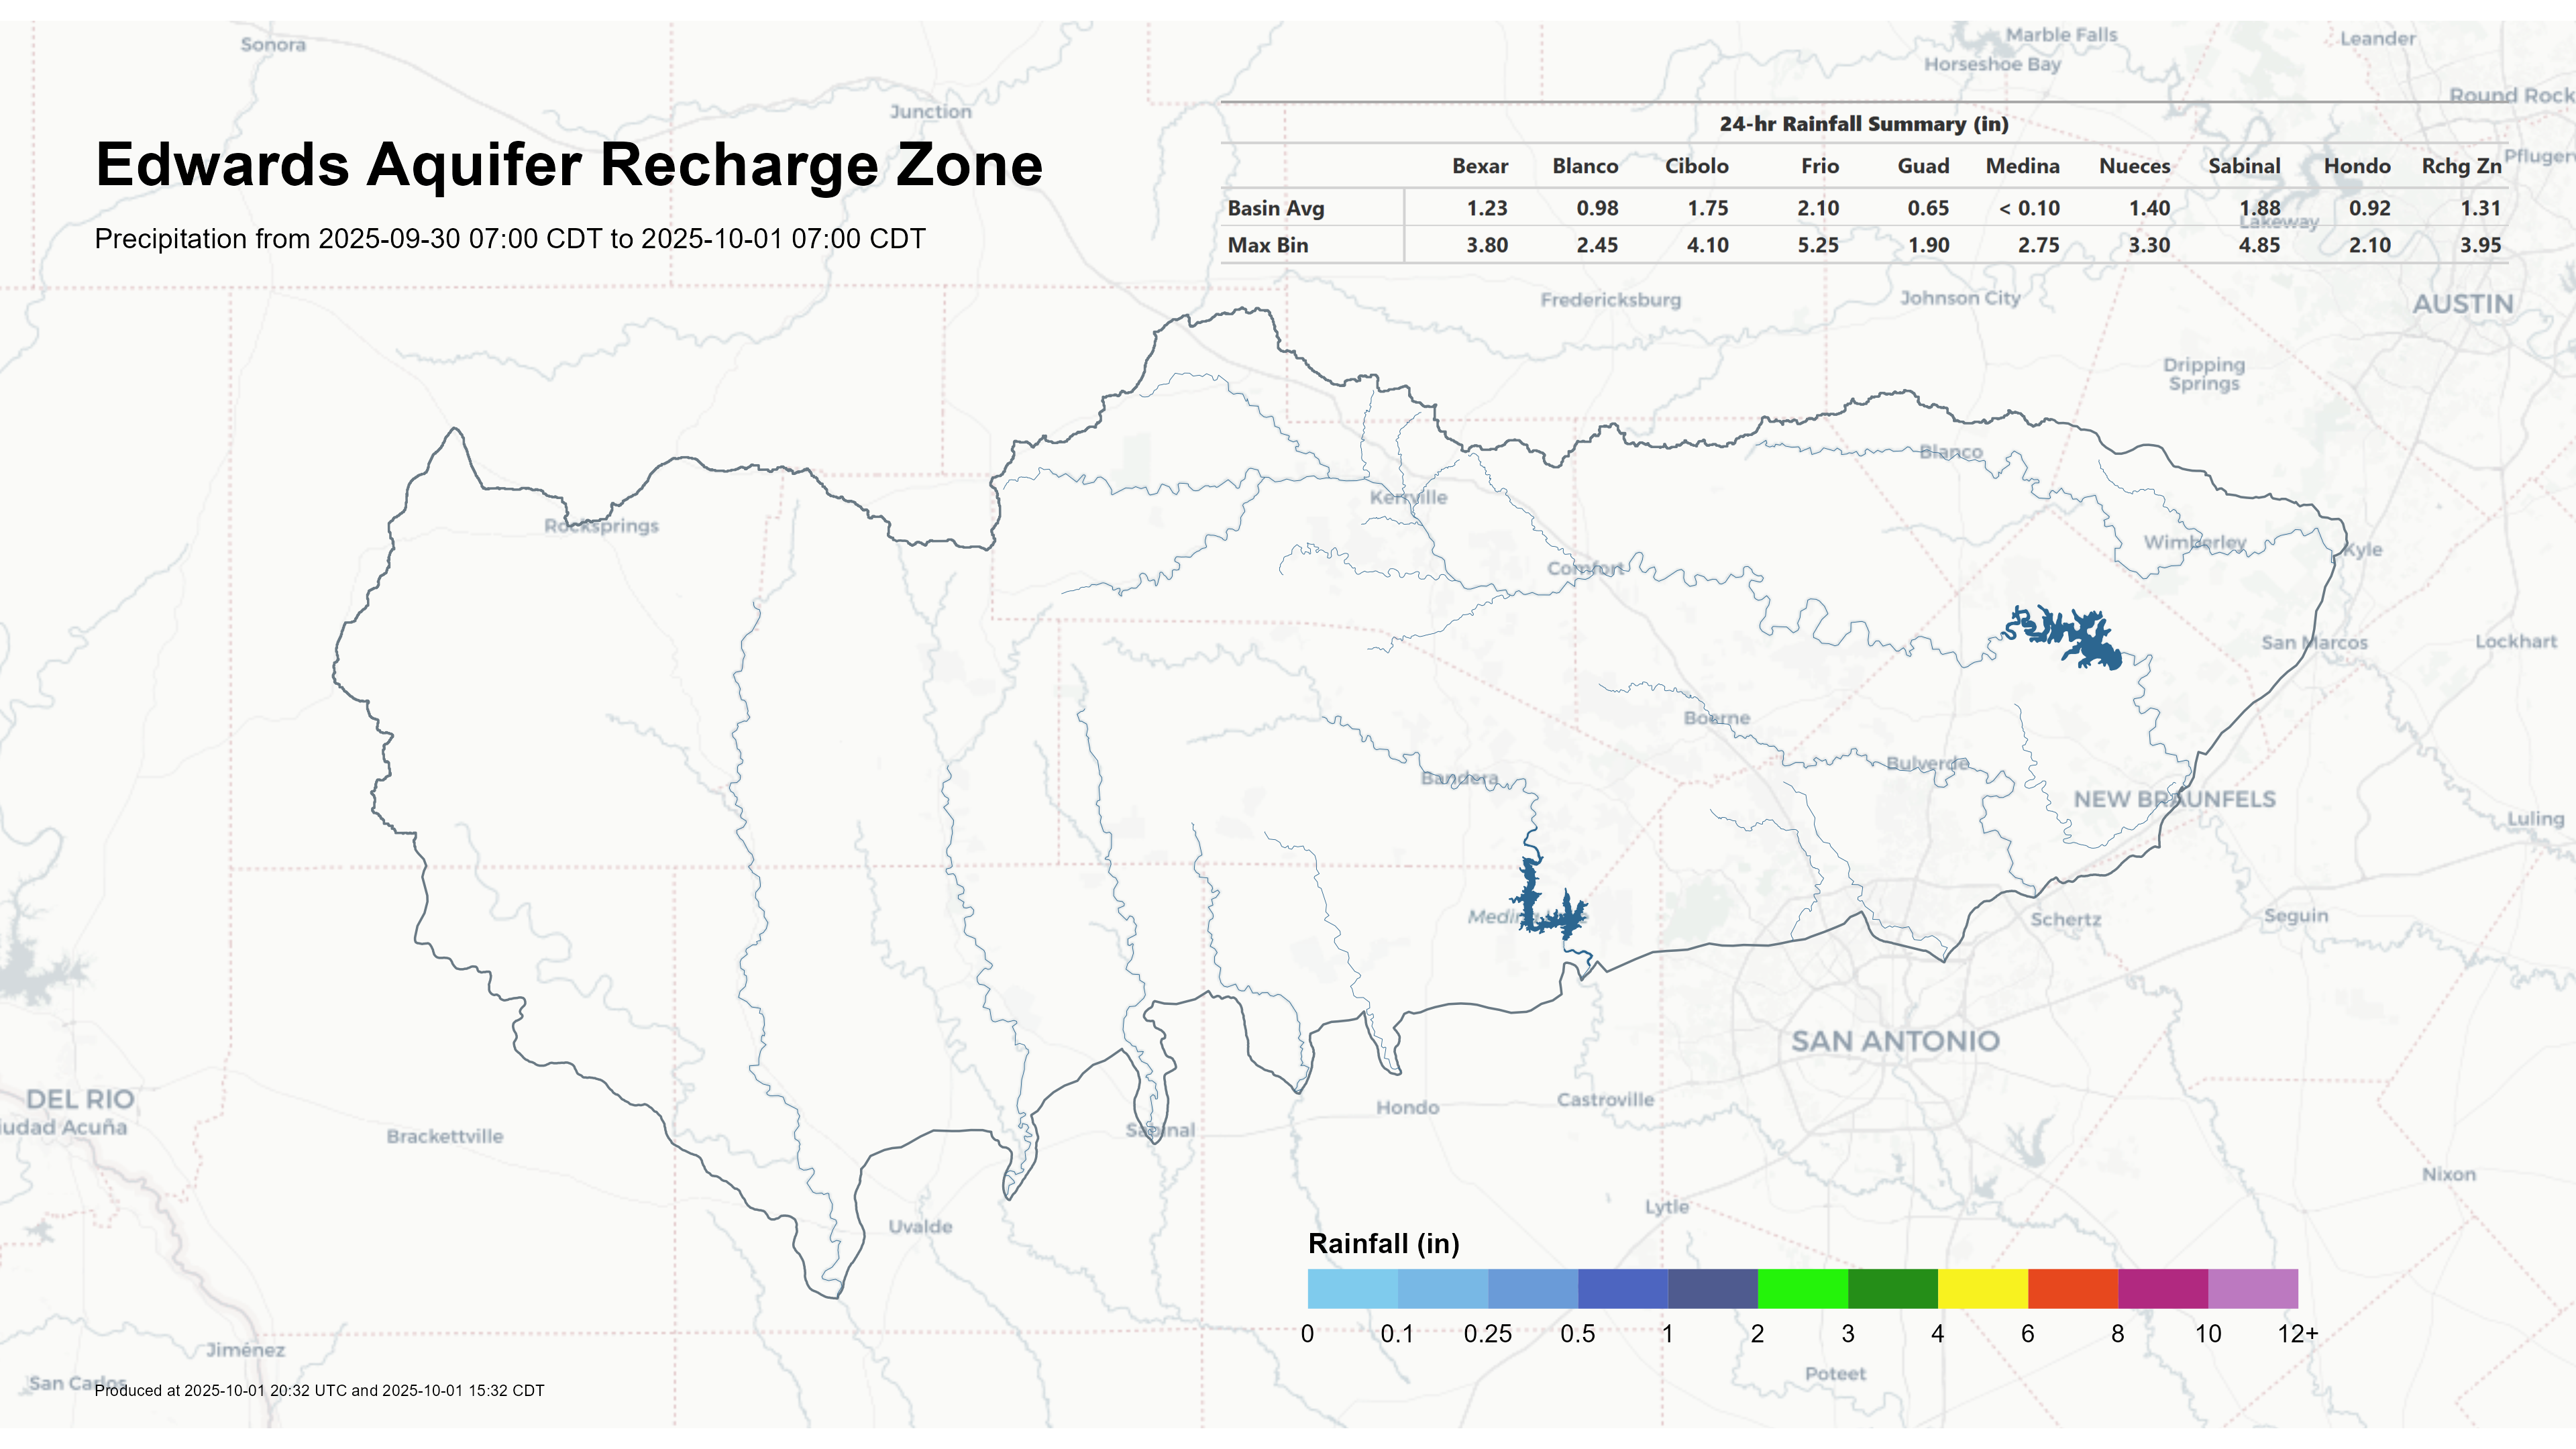 Sonora
Marble Falls
Leander
Horseshoe Bay
Junction
Round Rock
24-hr Rainfall Summary (in)
Edwards Aquifer Recharge Zone
Bexar Blanco Cibolo Frio Guad Medina Nueces Sabinal Hondo Rchg Zn
Basin Avg 1.23 0.98 1.75 2.10 0.65 < 0.10 1.40 1.88 0.92 1.31
Lakeway
Max Bin 3.80 2.45 4.10 5.25 1.90 2.75 3.30 4.85 2.10 3.95
Precipitation from 2025-09-30 07:00 CDT to 2025-10-01 07:00 CDT
Fredericksburg
Johnson City
AUSTIN
Dripping
Springs
Blanco
Kerrville
Rocksprings
Wimberley
Kyle
Comfort
San Marcos
Lockhart
Boerne
Bulverde
Bandera
NEW BRAUNFELS
Luling
Schertz
Seguin
SAN ANTONIO
DEL RIO
iudad Acuña
Castroville
Hondo
Sabinal
Brackettville
Nixon
Lytle
Uvalde
Rainfall (in)
0 0.1 0.25 0.5 1 2 3 4 6 8 10 12+
Jiménez
Poteet
San Carlos
Produced at 2025-10-01 20:32 UTC and 2025-10-01 15:32 CDT